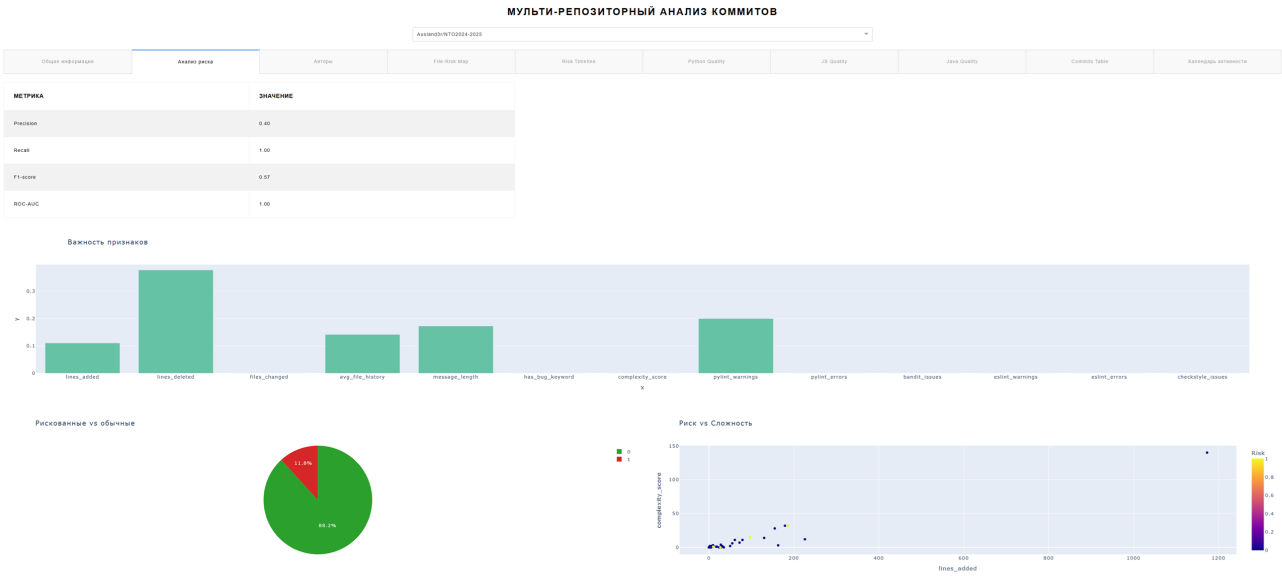 МУЛЬТИ-РЕПОЗИТОРНЫЙ АНАЛИЗ КОММИТОВ
Ausland3r/NTO2024-2025
Общая информация Анализ риска Авторы File-Risk Map Risk Timeline Python Quality JS Quality Java Quality Commits Table Календарь активности
МЕТРИКА ЗНАЧЕНИЕ
Precision 0.40
Recall 1.00
F1-score 0.57
ROC-AUC 1.00
Важность признаков
0.3
0.2
0.1
0
y
lines_added lines_deleted files_changed avg_file_history message_length has_bug_keyword complexity_score pylint_warnings pylint_errors bandit_issues eslint_warnings eslint_errors checkstyle_issues
x
Рискованные vs обычные
11.8%
88.2%
0
1
Риск vs Сложность
150
100
50
0
complexity_score
0 200 400 600 800 1000 1200
lines_added
Risk
1
0.8
0.6
0.4
0.2
0